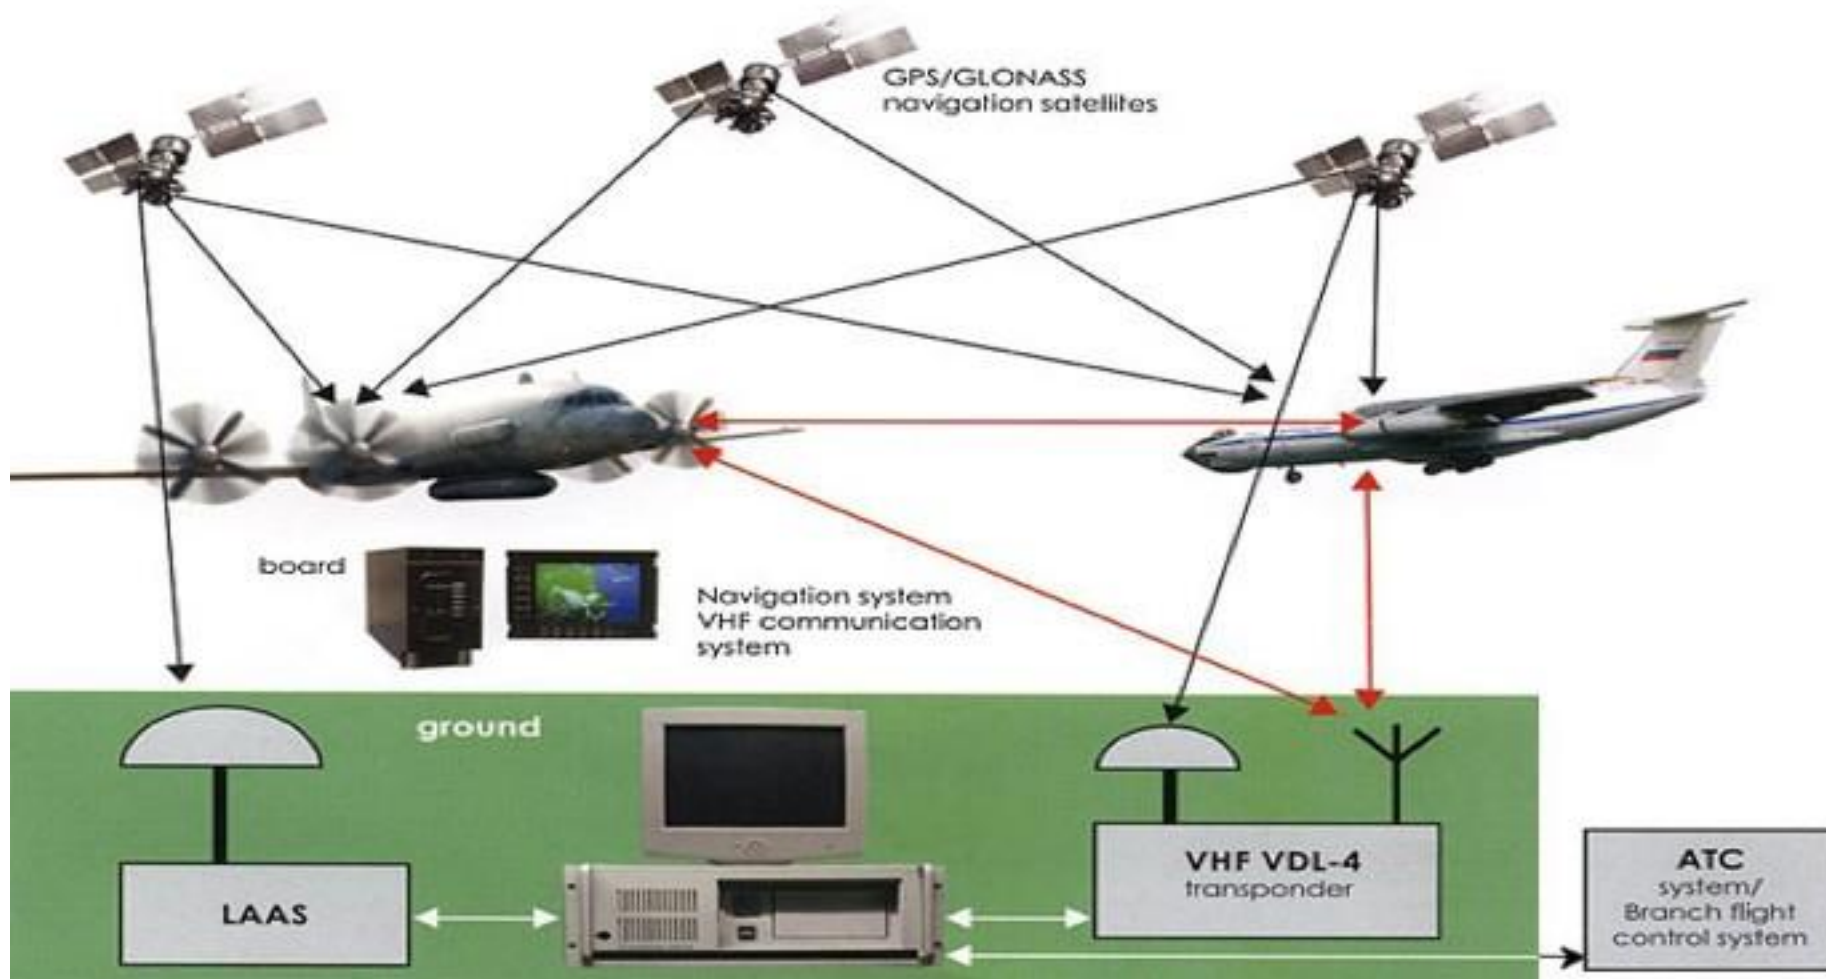 GPS/GLONASS
navigation satellites
board
Navigation system
VHF communication
system
ground
LAAS
VHF VDL-4
transponder
ATC
system/
Branch flight
control system